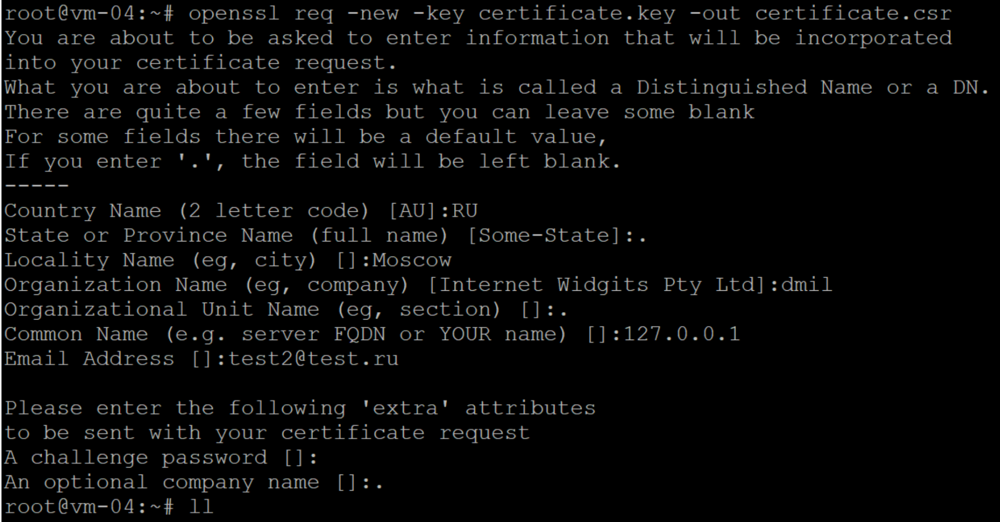 root@vm-04:~# openssl req -new -key certificate.key -out certificate.csr
You are about to be asked to enter information that will be incorporated
into your certificate request.
What you are about to enter is what is called a Distinguished Name or a DN.
There are quite a few fields but you can leave some blank
For some fields there will be a default value,
If you enter '.', the field will be left blank.
-----
Country Name (2 letter code) [AU]:RU
State or Province Name (full name) [Some-State]:.
Locality Name (eg, city) []:Moscow
Organization Name (eg, company) [Internet Widgits Pty Ltd]:dmil
Organizational Unit Name (eg, section) []:.
Common Name (e.g. server FQDN or YOUR name) []:127.0.0.1
Email Address []:test2@test.ru

Please enter the following 'extra' attributes
to be sent with your certificate request
A challenge password []:
An optional company name []:.
root@vm-04:~# ll